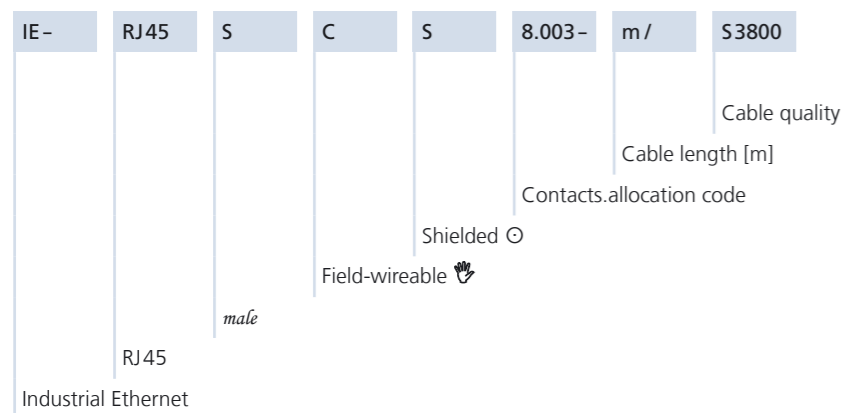 IE– RJ45 S C S 8.003– m/ S3800
Cable quality
Cable length [m]
Contacts.allocation code
Shielded ⊙
Field-wireable
male
RJ45
Industrial Ethernet